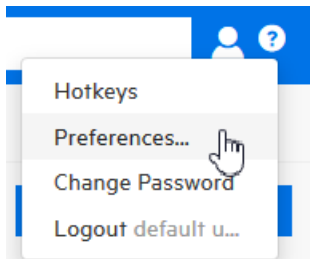 ?
Hotkeys
Preferences...
Change Password
Logout default u...